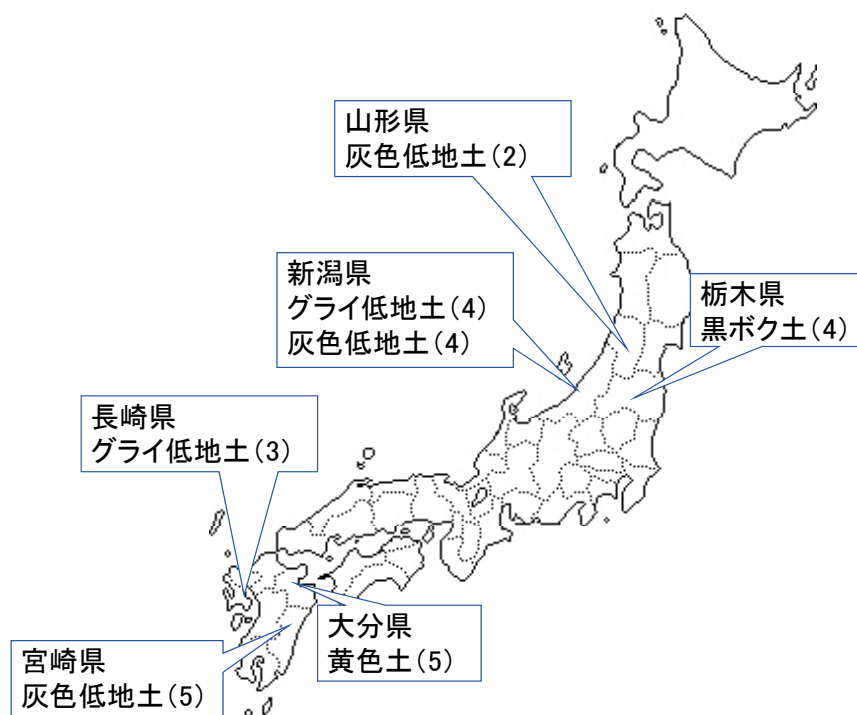 山形県
灰色低地土(2)
新潟県
グライ低地土(4)
灰色低地土(4)
栃木県
黒ボク土(4)
長崎県
グライ低地土(3)
大分県
黄色土(5)
宮崎県
灰色低地土(5)